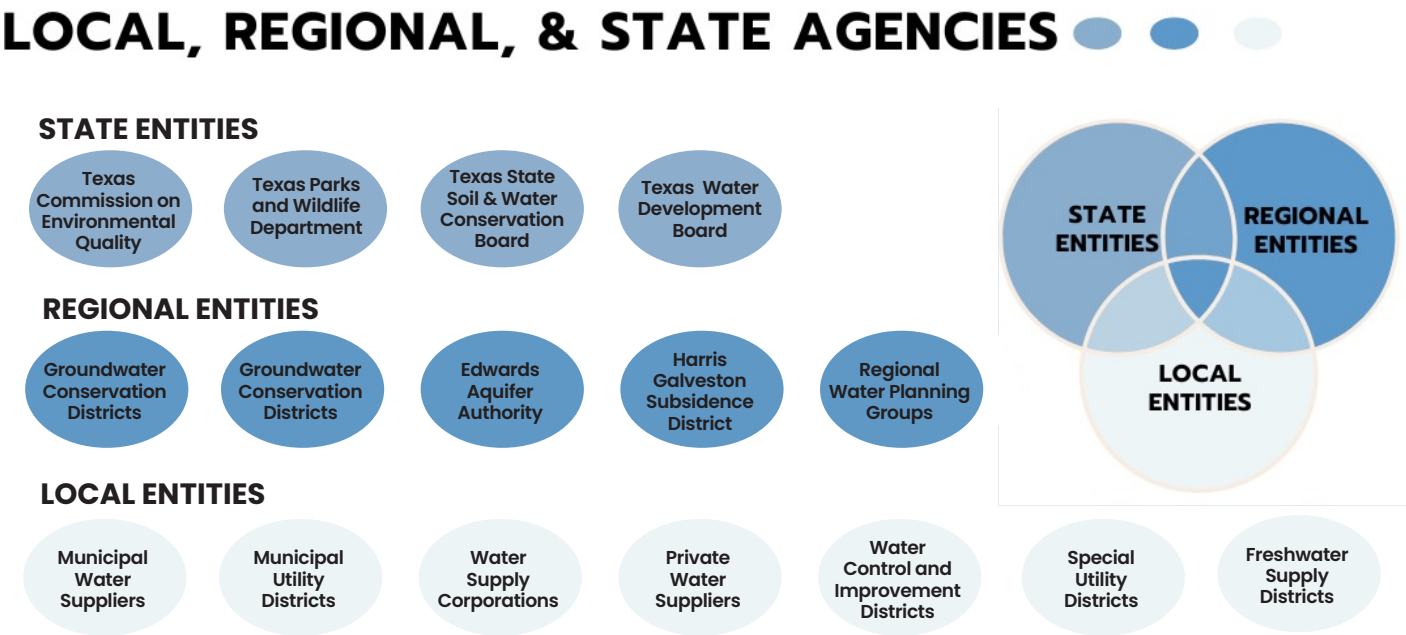 LOCAL, REGIONAL, & STATE AGENCIES
STATE ENTITIES
Texas
Commission on
Environmental
Quality
Texas Parks
and Wildlife
Department
Texas State
Soil & Water
Conservation
Board
Texas Water
Development
Board
REGIONAL ENTITIES
Groundwater
Conservation
Districts
Groundwater
Conservation
Districts
Edwards
Aquifer
Authority
Harris
Galveston
Subsidence
District
Regional
Water Planning
Groups
STATE
ENTITIES
REGIONAL
ENTITIES
LOCAL
ENTITIES
LOCAL ENTITIES
Municipal
Water
Suppliers
Municipal
Utility
Districts
Water
Supply
Corporations
Private
Water
Suppliers
Water
Control and
Improvement
Districts
Special
Utility
Districts
Freshwater
Supply
Districts